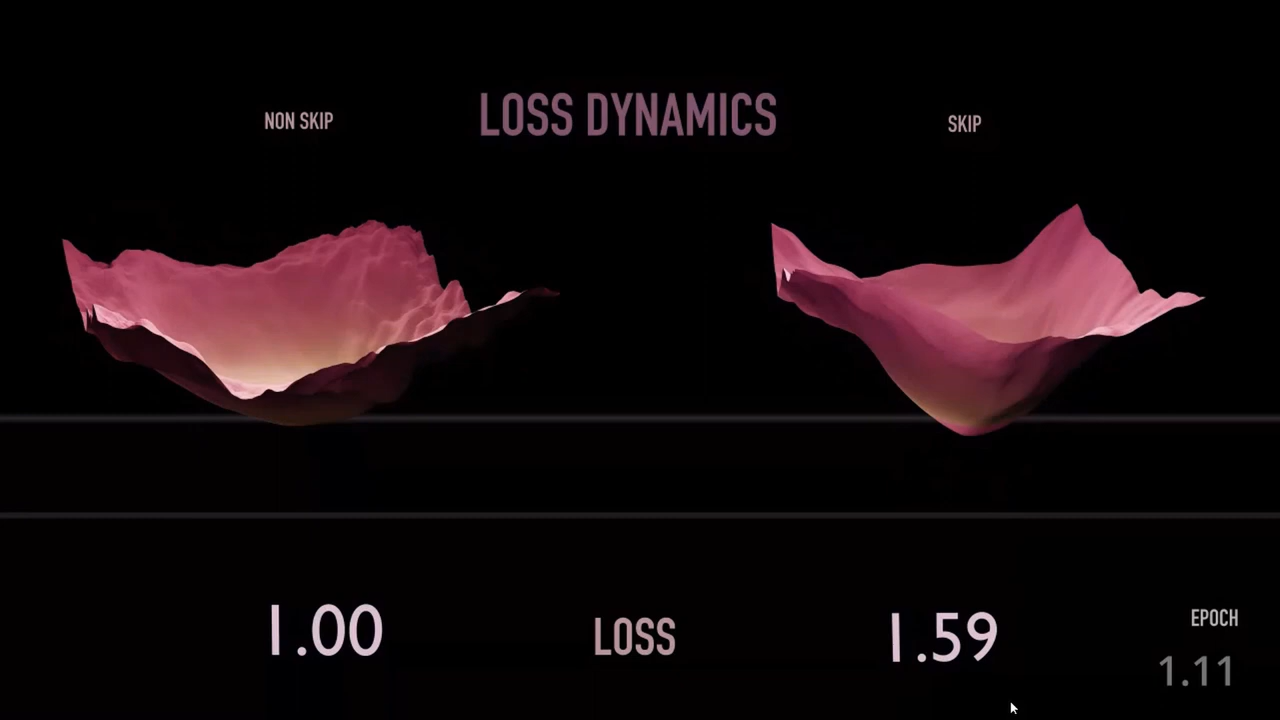 LOSS DYNAMICS
NON SKIP
SKIP
1.00
LOSS
1.59
EPOCH
1.11